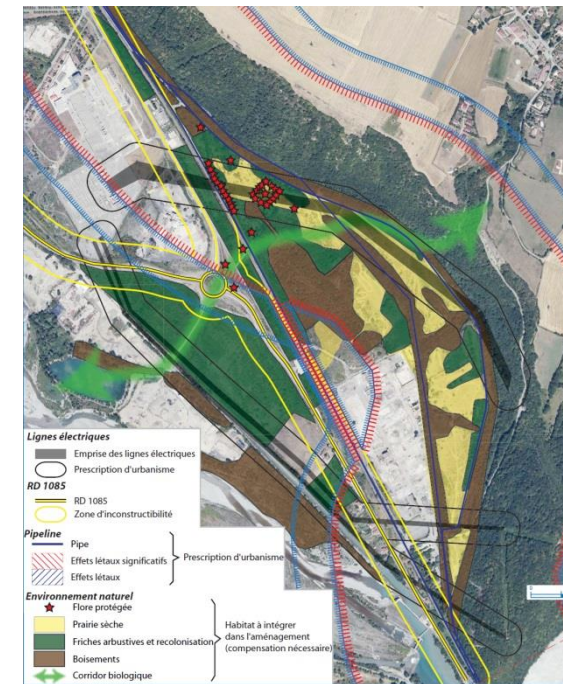 Lignes électriques
Emprise des lignes électriques
Prescription d'urbanisme
RD 1085
RD 1085
Zone d'inconstructibilité
Pipeline
Pipe
Effets létaux significatifs
Effets létaux
Prescription d'urbanisme
Environnement naturel
Flore protégée
Prairie sèche
Friches arbustives et recolonisation
Boisements
Corridor biologique
Habitat à intégrer
dans l'aménagement
(compensation nécessaire)